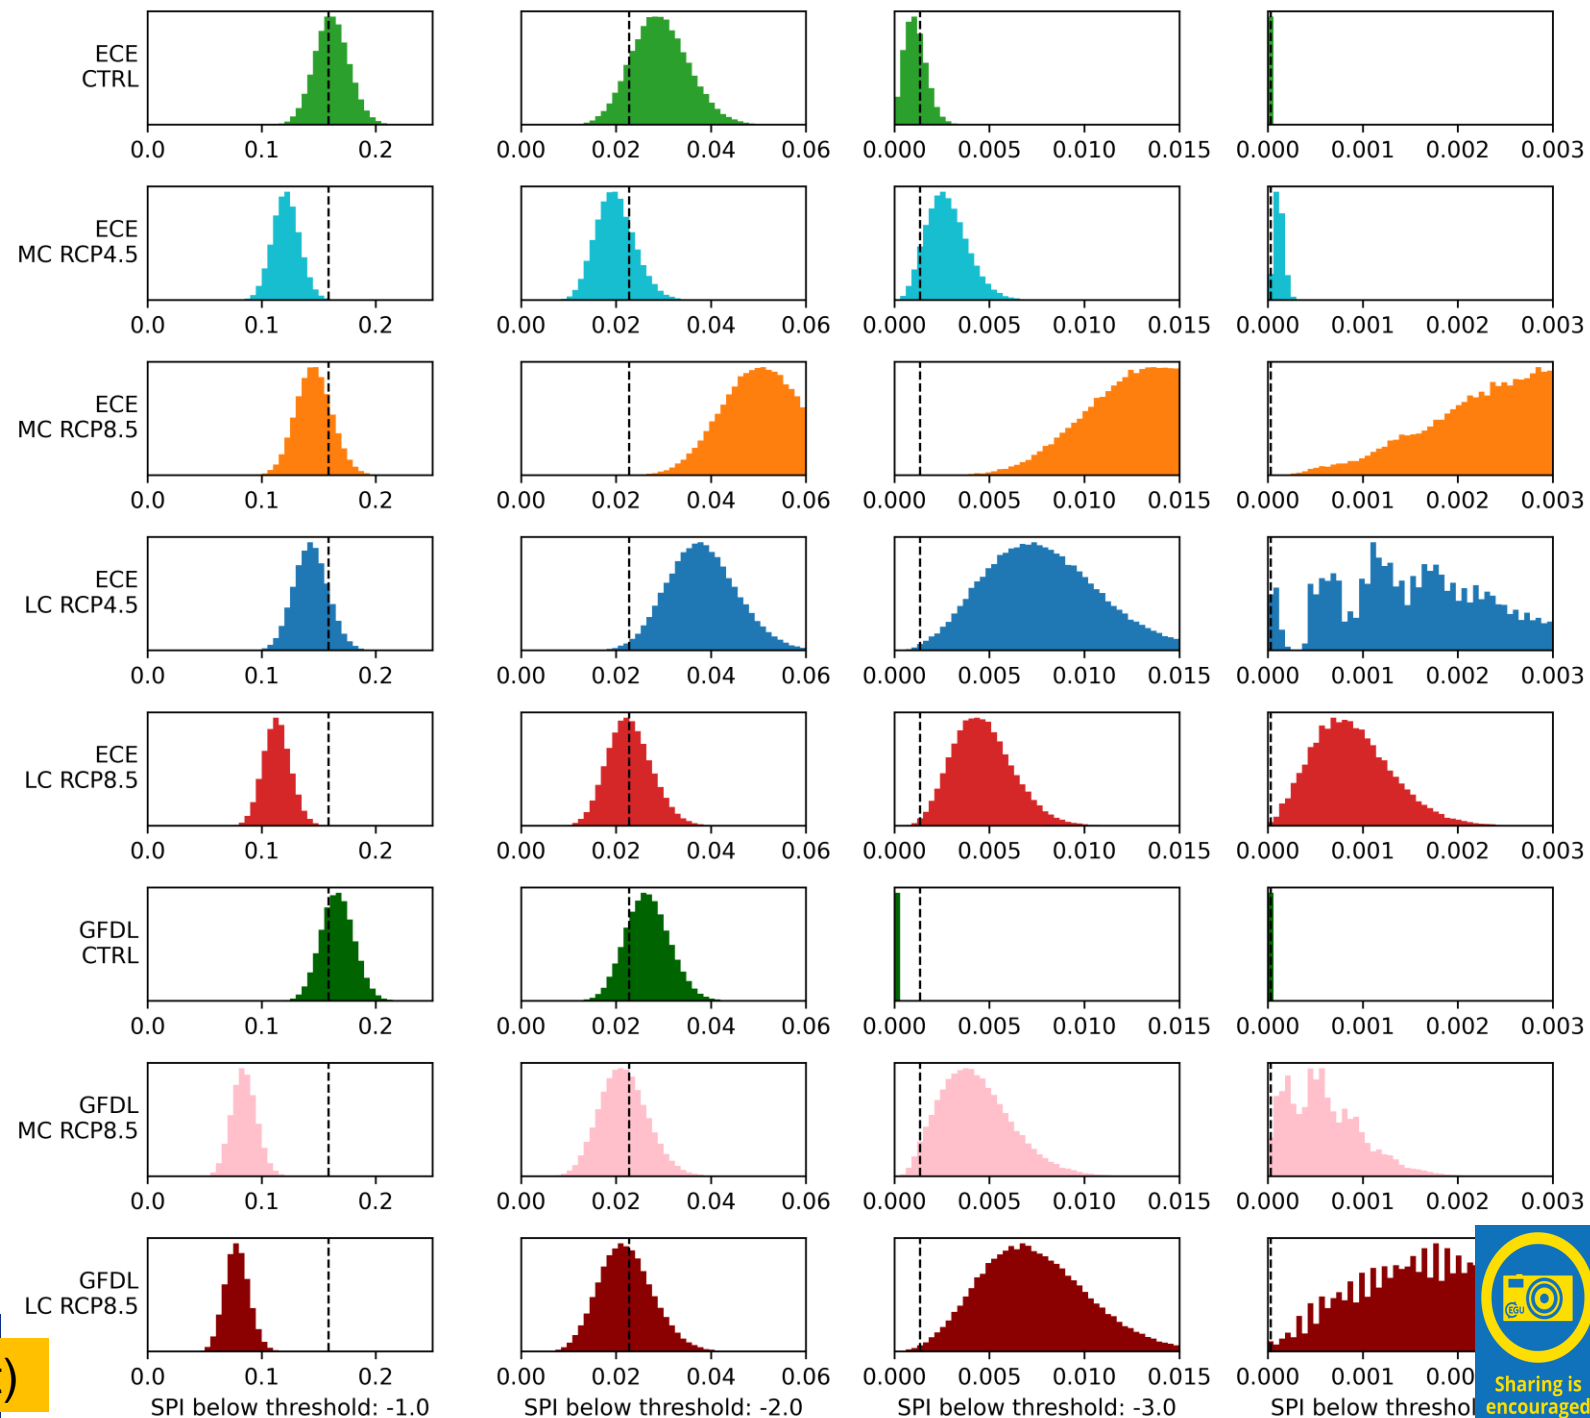 ECE
CTRL
0.0 0.1 0.2
0.00 0.02 0.04 0.06
0.000 0.005 0.010 0.015
0.000 0.001 0.002 0.003
ECE
MC RCP4.5
0.0 0.1 0.2
0.00 0.02 0.04 0.06
0.000 0.005 0.010 0.015
0.000 0.001 0.002 0.003
ECE
MC RCP8.5
0.0 0.1 0.2
0.00 0.02 0.04 0.06
0.000 0.005 0.010 0.015
0.000 0.001 0.002 0.003
ECE
LC RCP4.5
0.0 0.1 0.2
0.00 0.02 0.04 0.06
0.000 0.005 0.010 0.015
0.000 0.001 0.002 0.003
ECE
LC RCP8.5
0.0 0.1 0.2
0.00 0.02 0.04 0.06
0.000 0.005 0.010 0.015
0.000 0.001 0.002 0.003
GFDL
CTRL
0.0 0.1 0.2
0.00 0.02 0.04 0.06
0.000 0.005 0.010 0.015
0.000 0.001 0.002 0.003
GFDL
MC RCP8.5
0.0 0.1 0.2
0.00 0.02 0.04 0.06
0.000 0.005 0.010 0.015
0.000 0.001 0.002 0.003
GFDL
LC RCP8.5
0.0 0.1 0.2
0.00 0.02 0.04 0.06
0.000 0.005 0.010 0.015
0.000 0.001 0.00
SPI below threshold: -1.0
SPI below threshold: -2.0
SPI below threshold: -3.0
SPI below threshol
)
EGU
Sharing is
encouraged